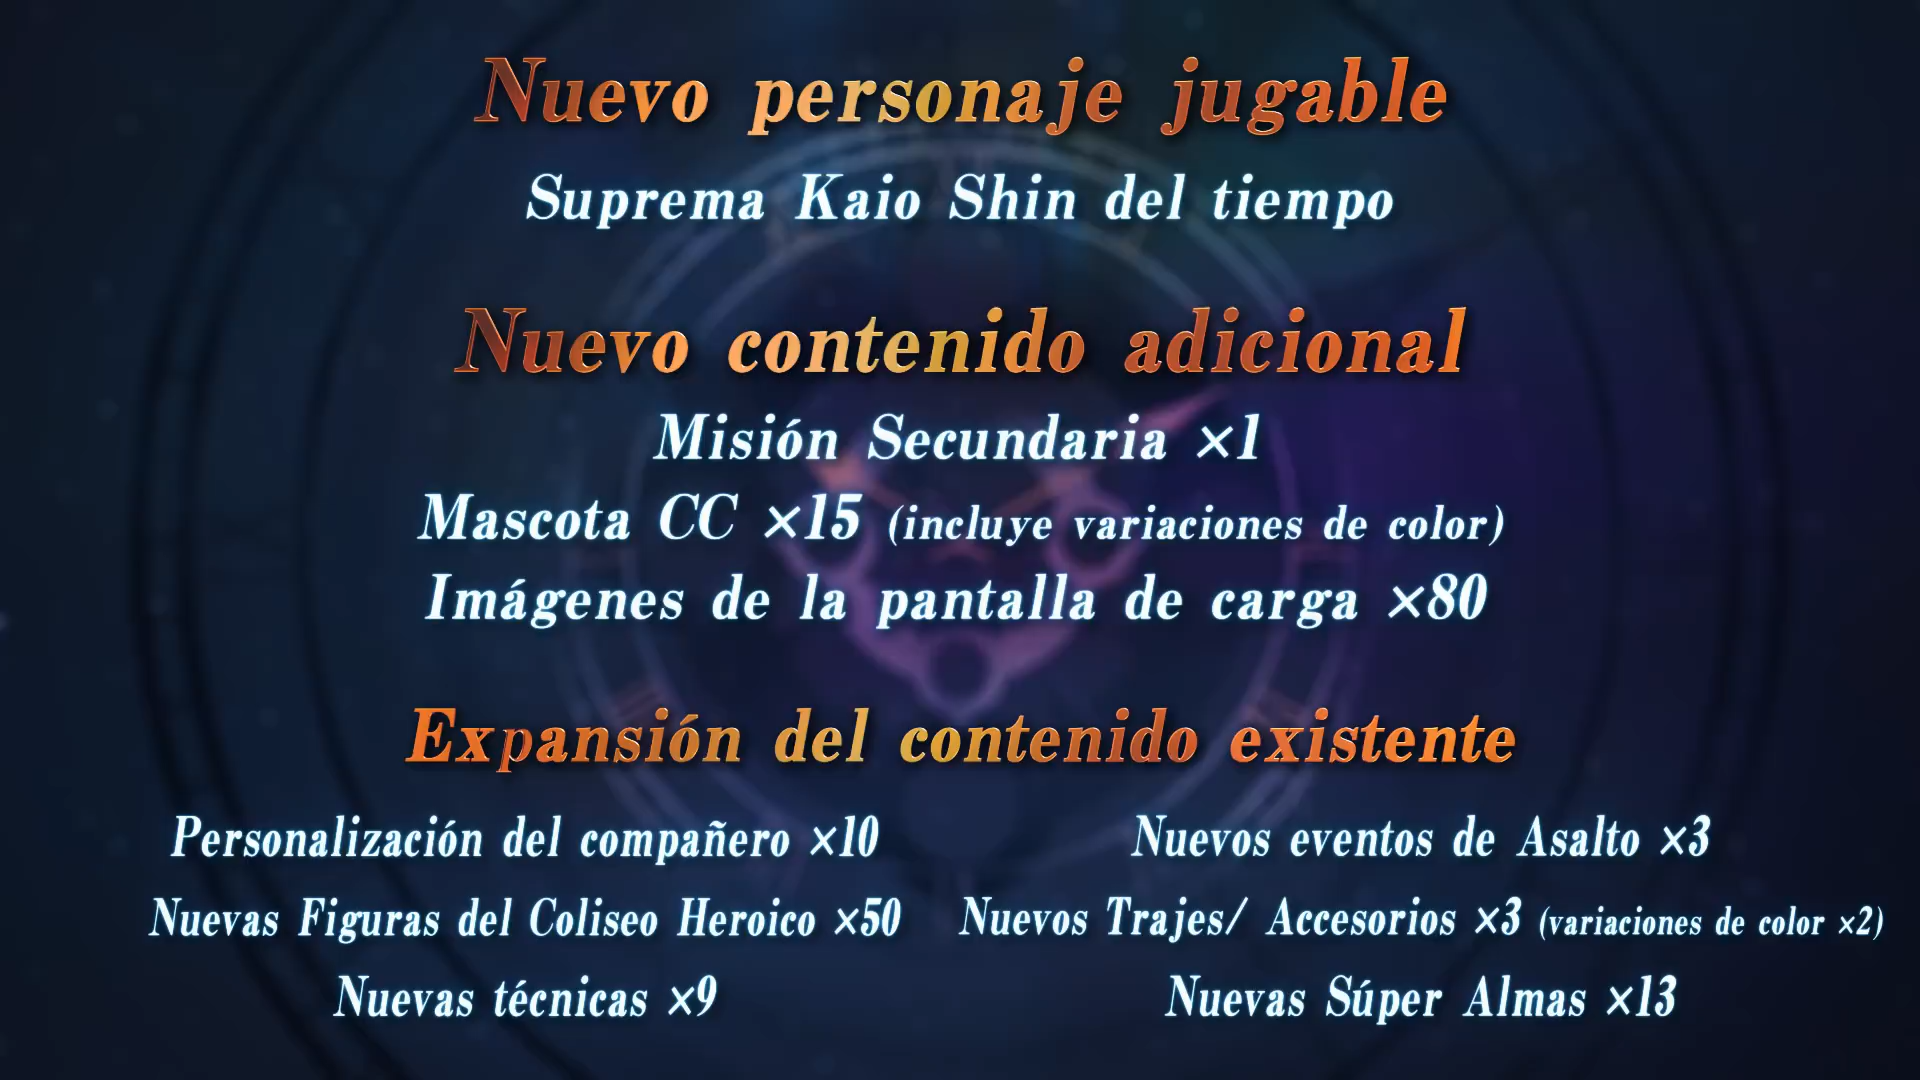 Nuevo personaje jugable
Suprema Kaio Shin del tiempo
Nuevo contenido adicional
Misión Secundaria ×1
Mascota CC ×15 (incluye variaciones de color)
Imágenes de la pantalla de carga ×80
Expansión del contenido existente
Personalización del compañero ×10
Nuevos eventos de Asalto ×3
Nuevas Figuras del Coliseo Heroico ×50
Nuevos Trajes/ Accesorios ×3 (variaciones de color ×2)
Nuevas técnicas ×9
Nuevas Súper Almas ×13